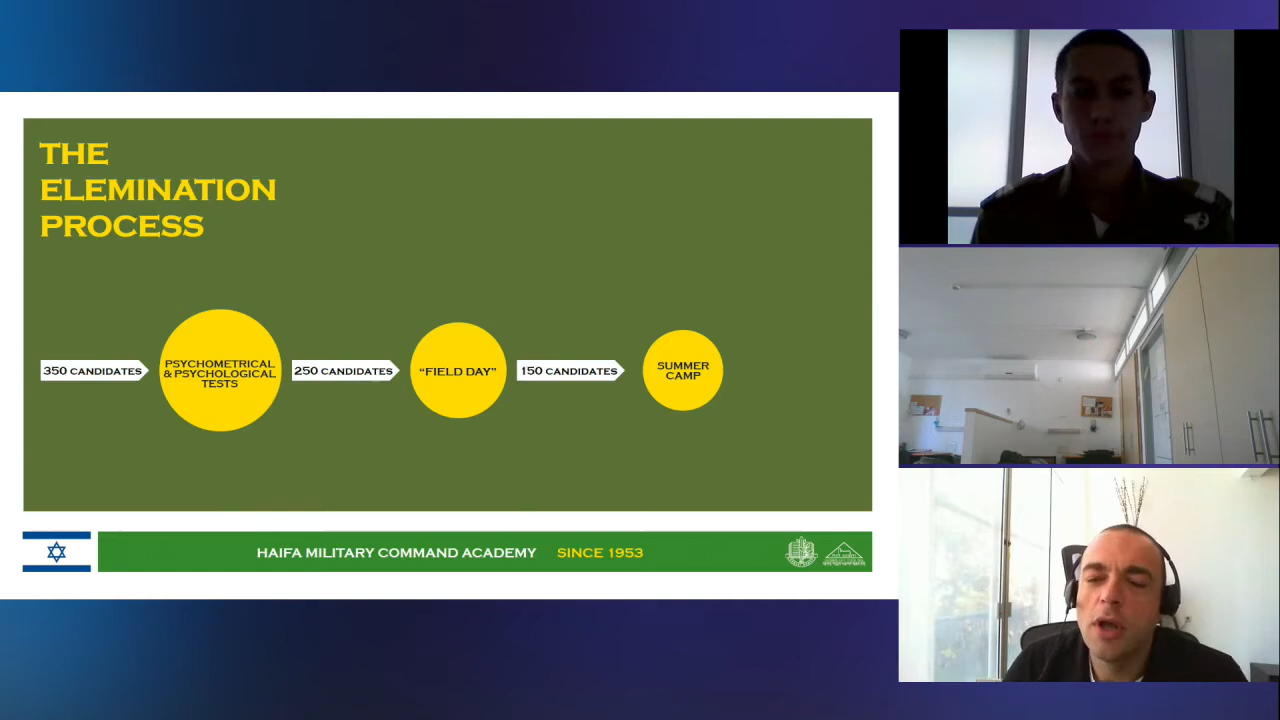 THE
ELEMINATION
PROCESS
350 CANDIDATES
PSYCHOMETRICAL
& PSYCHOLOGICAL
TESTS
250 CANDIDATES
“FIELD DAY”
150 CANDIDATES
SUMMER
CAMP
HAIFA MILITARY COMMAND ACADEMY SINCE 1953